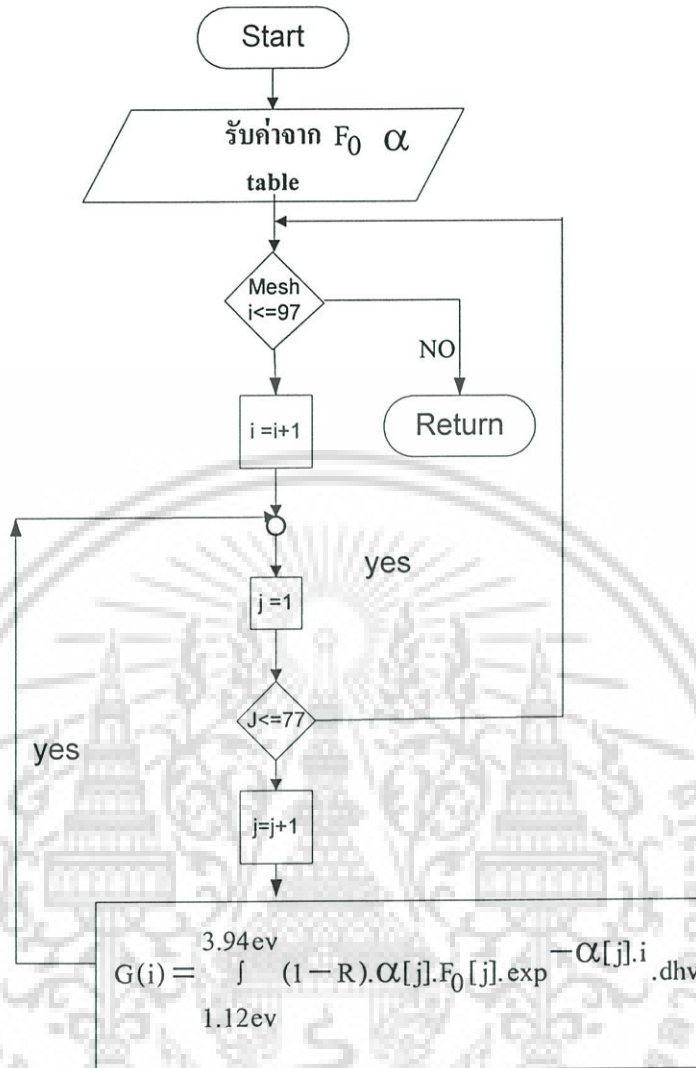 Start
รับค่าจาก F₀ α
table
Mesh
i<=97
NO
i =i+1
Return
yes
j =1
J<=77
yes
j=j+1
3.94ev
G(i) = ∫ (1−R).α[j].F₀[j].exp −α[j].i .dhv
1.12ev